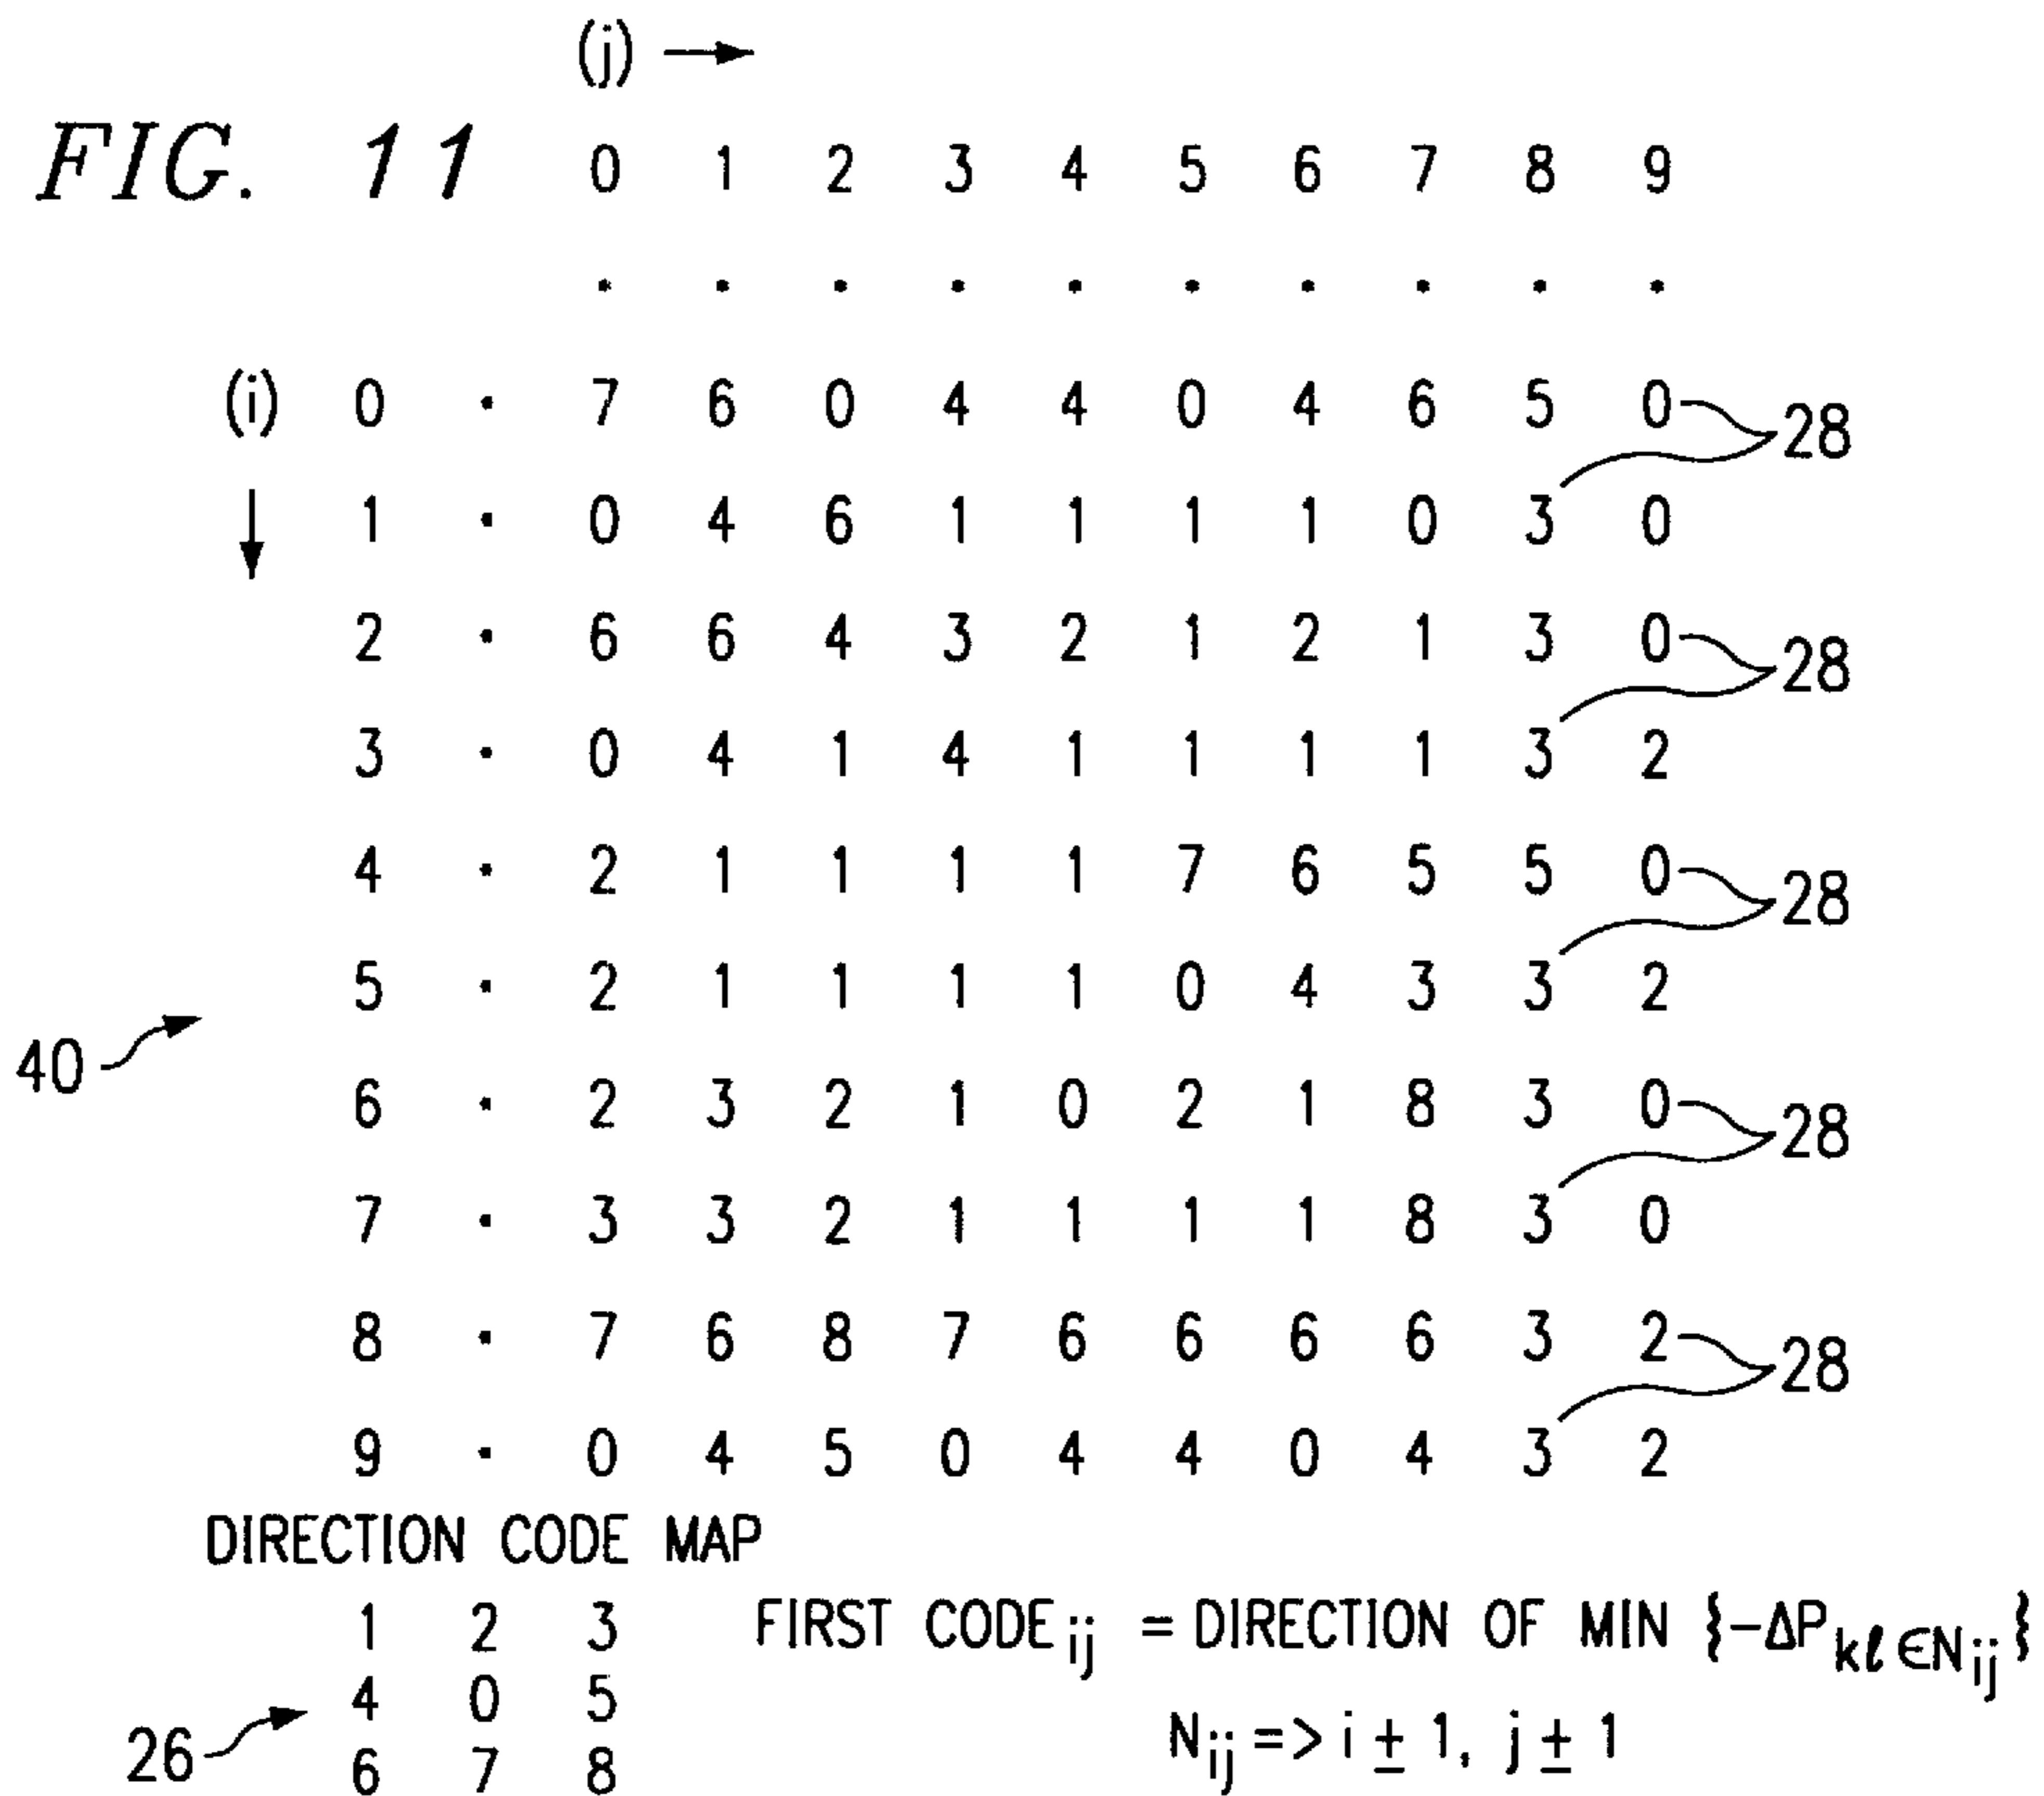 (j)
FIG. 11 0 1 2 3 4 5 6 7 8 9
. . . . . . . . . .
(i) 0 . 7 6 0 4 4 0 4 6 5 0 28
1 . 0 4 6 1 1 1 1 0 3 0
2 . 6 6 4 3 2 1 2 1 3 0 28
3 . 0 4 1 4 1 1 1 1 3 2
4 . 2 1 1 1 1 7 6 5 5 0 28
5 . 2 1 1 1 1 0 4 3 3 2
40
6 . 2 3 2 1 0 2 1 8 3 0 28
7 . 3 3 2 1 1 1 1 8 3 0
8 . 7 6 8 7 6 6 6 6 3 2 28
9 . 0 4 5 0 4 4 0 4 3 2
DIRECTION CODE MAP
1 2 3 FIRST CODE ij = DIRECTION OF MIN {-ΔP kℓ ∈N ij}
4 0 5
26
6 7 8
N ij => i ± 1, j ± 1